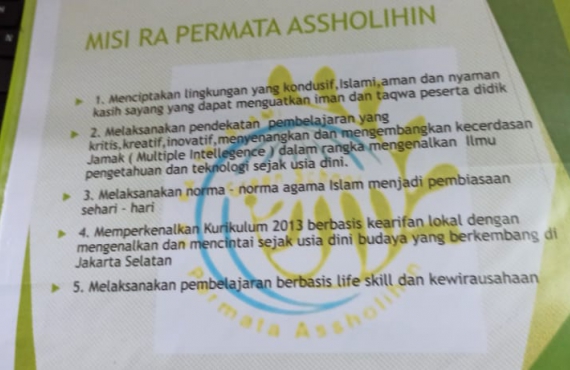 MISI RA PERMATA ASSHOLIHIN
1. Menciptakan lingkungan yang kondusif,Islami,aman dan nyaman
kasih sayang yang dapat menguatkan iman dan taqwa peserta didik
2. Melaksanakan pendekatan pembelajaran yang
kritis,kreatif,inovatif,menyenangkan dan mengembangkan kecerdasan
Jamak ( Multiple Intellegence ) dalam rangka mengenalkan Ilmu
pengetahuan dan teknologi sejak usia dini.
3. Melaksanakan norma - norma agama Islam menjadi pembiasaan
sehari - hari
4. Memperkenalkan Kurikulum 2013 berbasis kearifan lokal dengan
mengenalkan dan mencintai sejak usia dini budaya yang berkembang di
Jakarta Selatan
5. Melaksanakan pembelajaran berbasis life skill dan kewirausahaan
Permata Assholihin